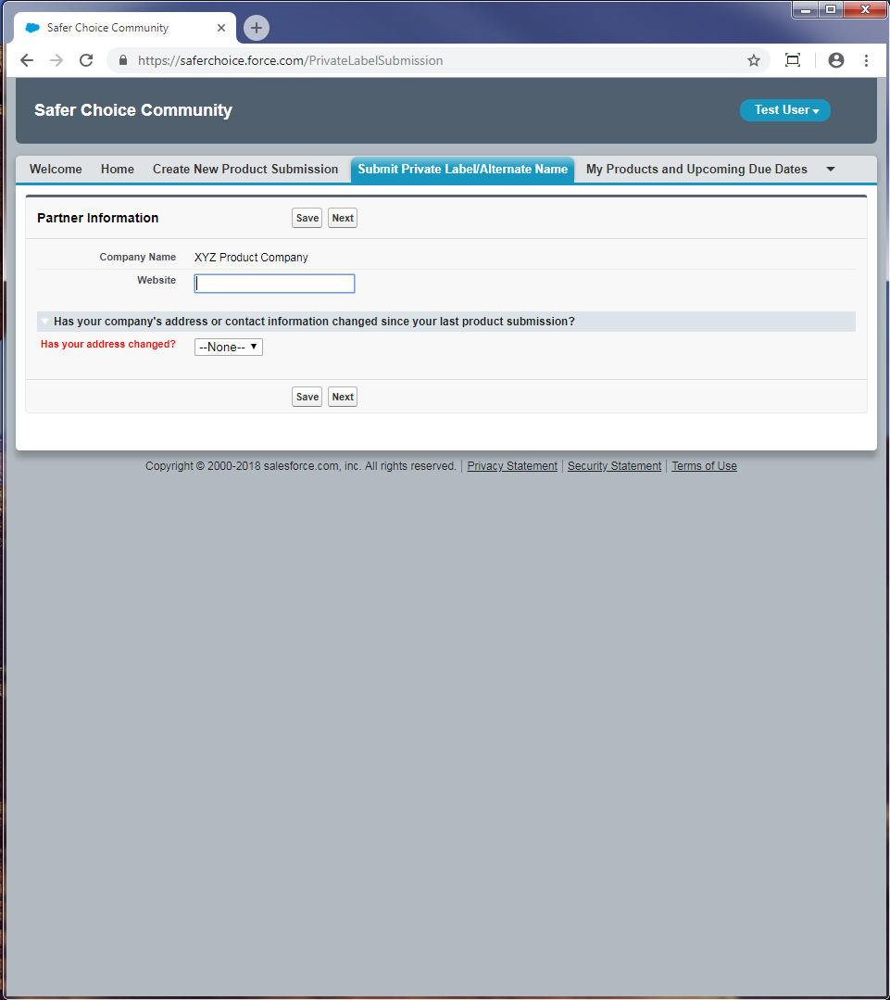 Safer Choice Community
https://saferchoice.force.com/PrivateLabelSubmission
Safer Choice Community
Test User
Welcome Home Create New Product Submission Submit Private Label/Alternate Name My Products and Upcoming Due Dates
Partner Information Save Next
Company Name XYZ Product Company
Website
Has your company's address or contact information changed since your last product submission?
Has your address changed? --None--
Save Next
Copyright © 2000-2018 salesforce.com, inc. All rights reserved. | Privacy Statement | Security Statement | Terms of Use